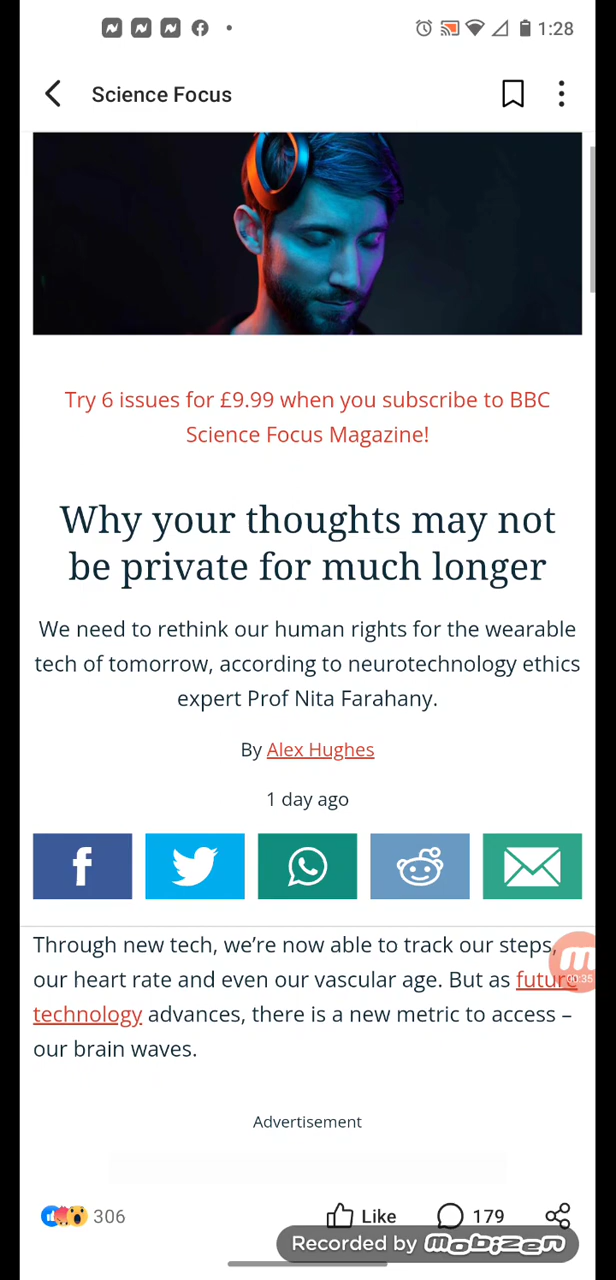 1:28
Science Focus
Try 6 issues for £9.99 when you subscribe to BBC
Science Focus Magazine!
Why your thoughts may not
be private for much longer
We need to rethink our human rights for the wearable
tech of tomorrow, according to neurotechnology ethics
expert Prof Nita Farahany.
By Alex Hughes
1 day ago
Through new tech, we're now able to track our steps,
our heart rate and even our vascular age. But as future
00:35
technology advances, there is a new metric to access –
our brain waves.
Advertisement
306 Like 179
Recorded by mobizen